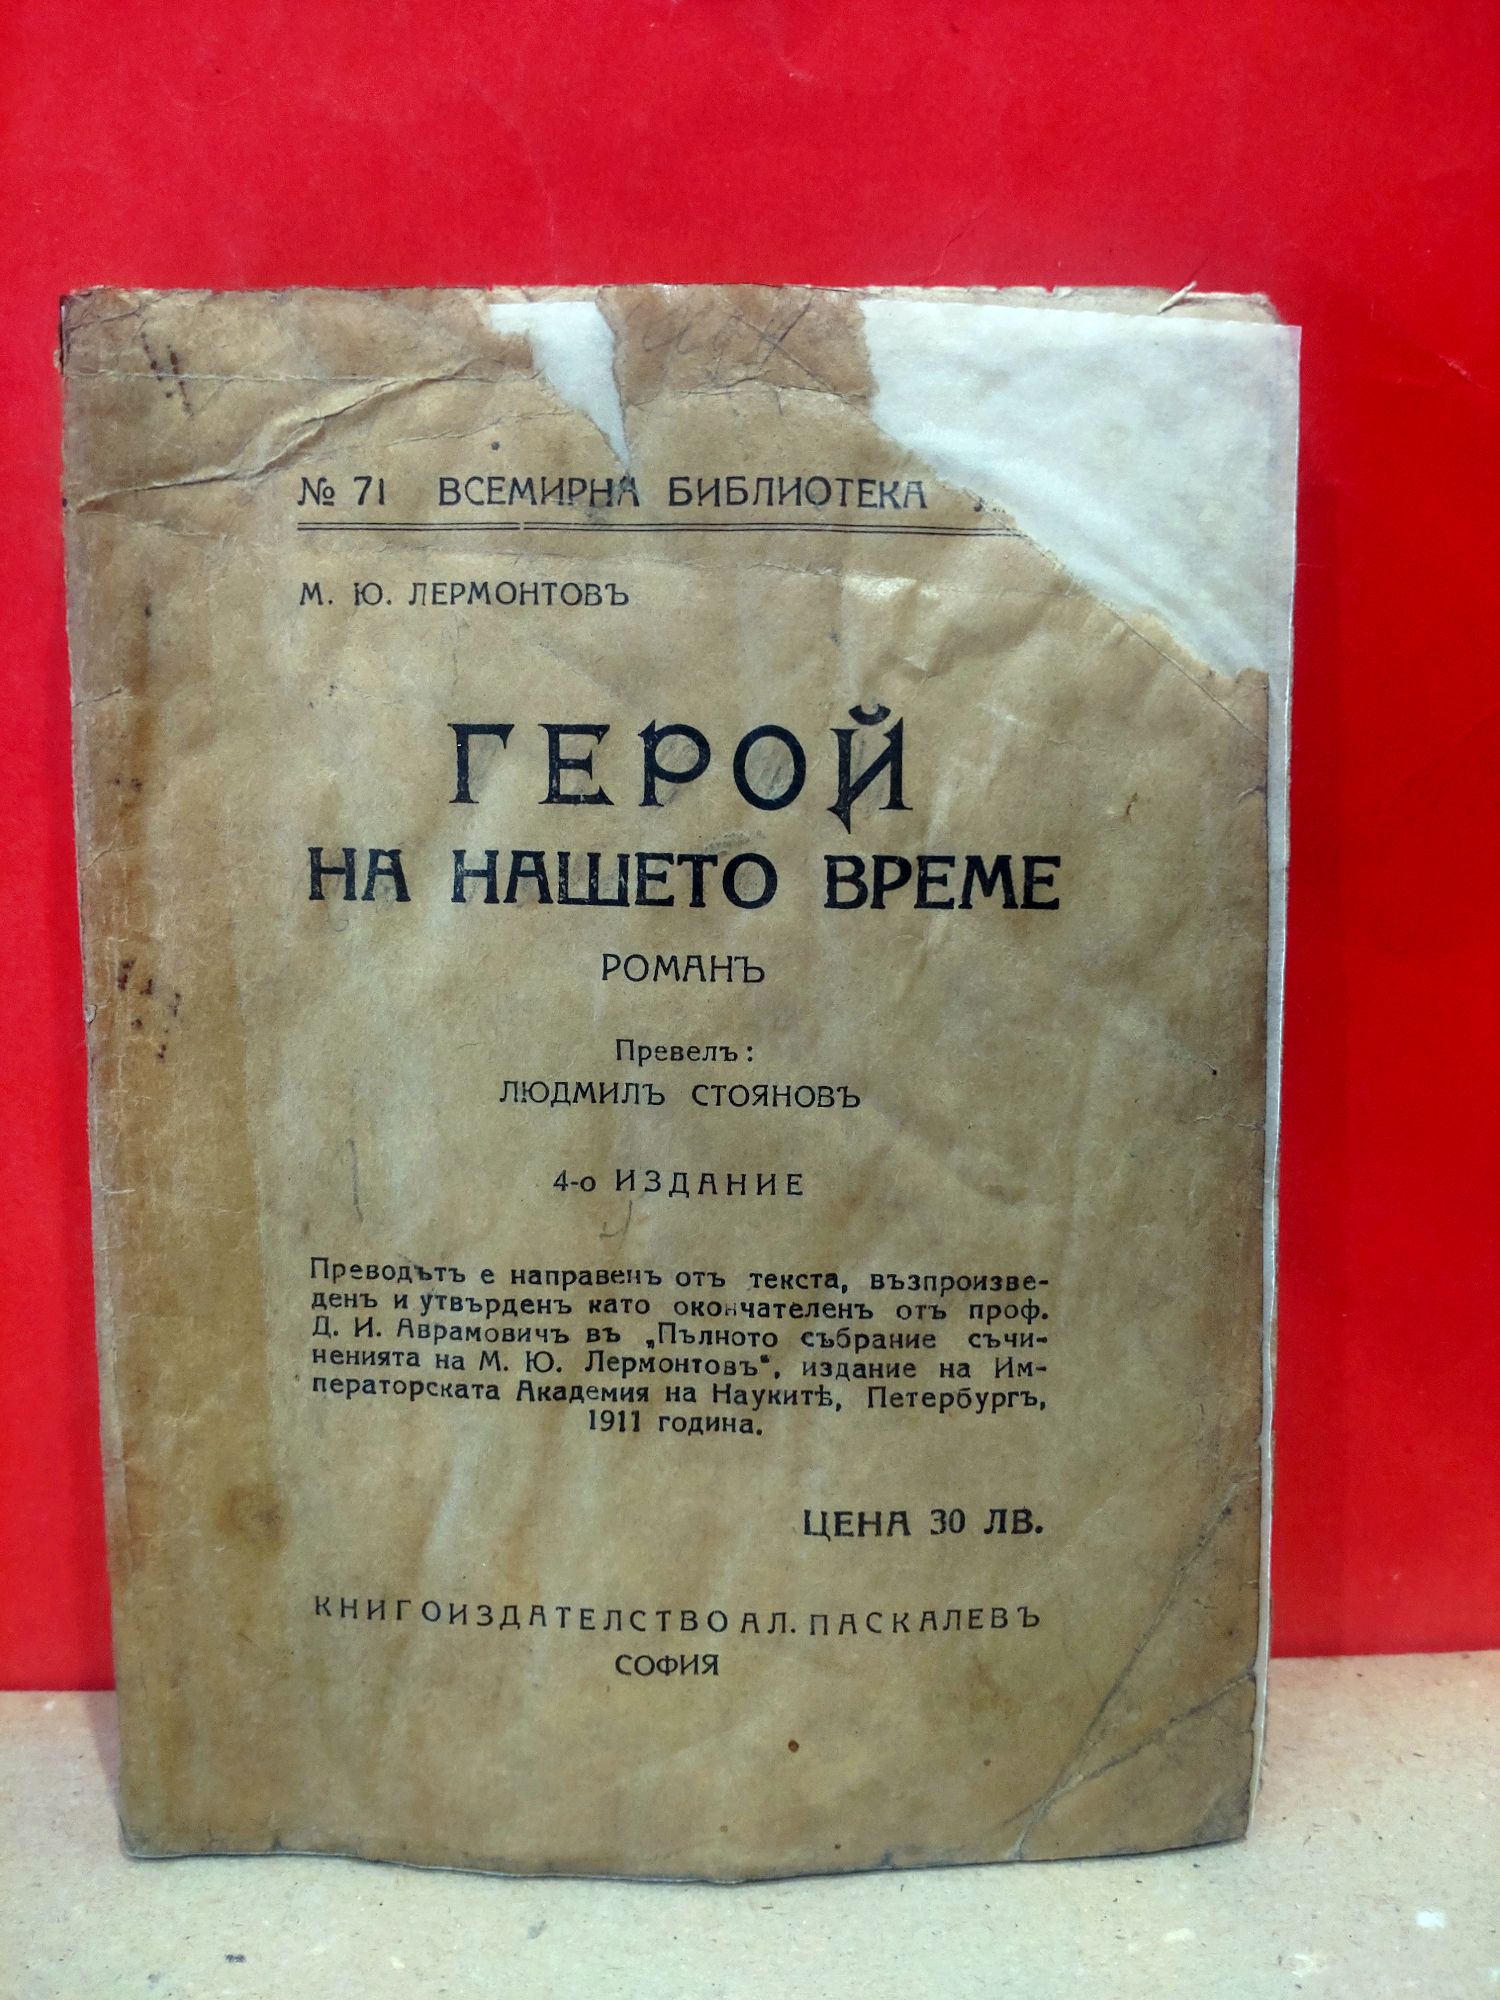 № 71 ВСЕМИРНА БИБЛИОТЕКА
М. Ю. ЛЕРМОНТОВЪ
ГЕРОЙ
НА НАШЕТО ВРЕМЕ
РОМАНЪ
Превелъ:
ЛЮДМИЛЪ СТОЯНОВЪ
4-о ИЗДАНИЕ
Преводътъ е направенъ отъ текста, възпроизве-
денъ и утвърденъ като окончателенъ отъ проф.
Д. И. Аврамовичъ въ „Пълното събрание съчи-
ненията на М. Ю. Лермонтовъ“, издание на Им-
ператорската Академия на Науките, Петербургъ,
1911 година.
ЦЕНА 30 ЛВ.
КНИГОИЗДАТЕЛСТВО АЛ. ПАСКАЛЕВЪ
СОФИЯ